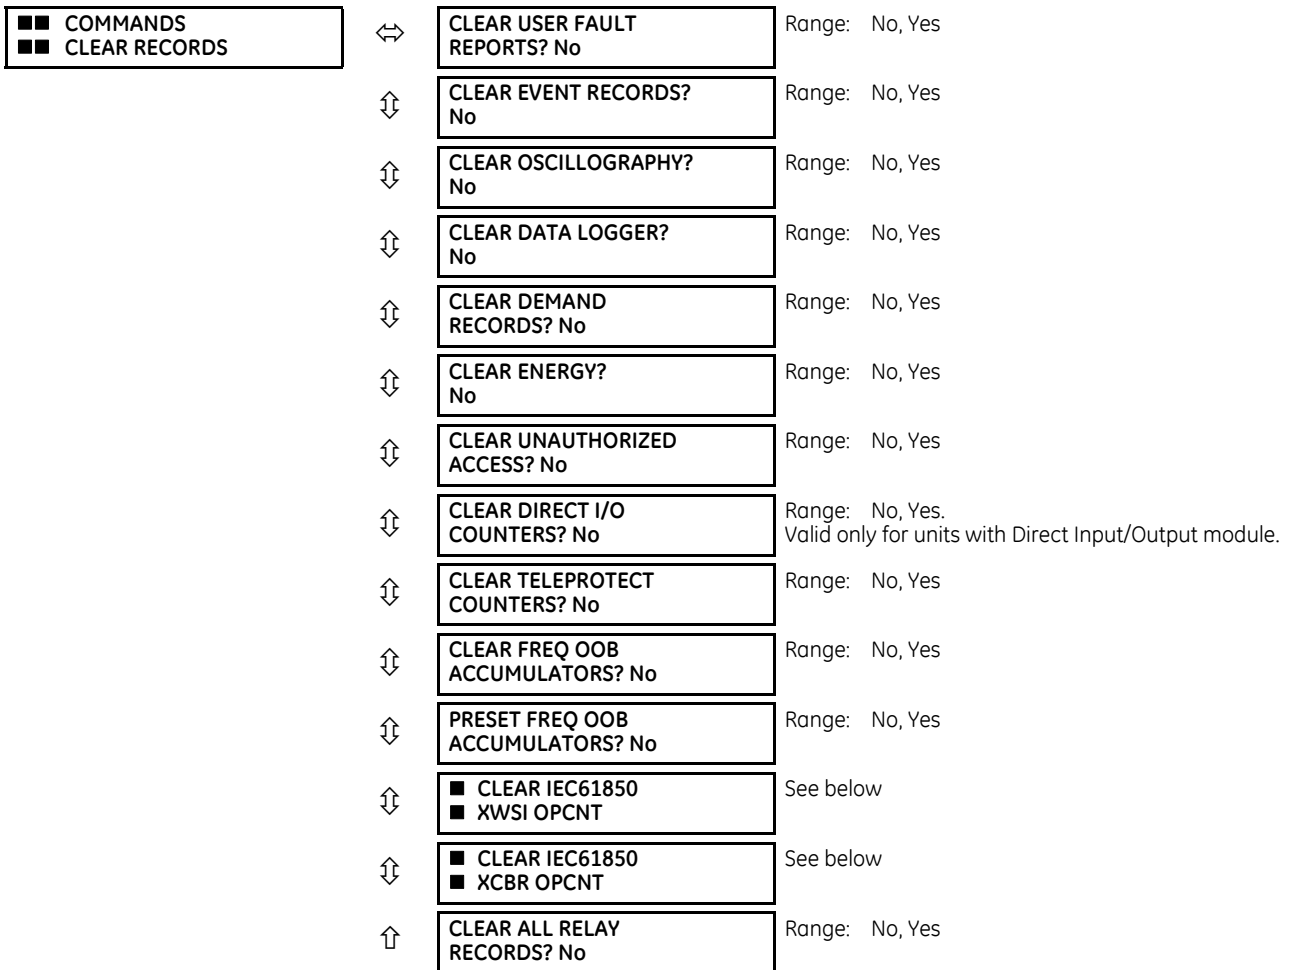 ■■ COMMANDS
■■ CLEAR RECORDS
CLEAR USER FAULT
REPORTS? No
Range: No, Yes
CLEAR EVENT RECORDS?
No
Range: No, Yes
CLEAR OSCILLOGRAPHY?
No
Range: No, Yes
CLEAR DATA LOGGER?
No
Range: No, Yes
CLEAR DEMAND
RECORDS? No
Range: No, Yes
CLEAR ENERGY?
No
Range: No, Yes
CLEAR UNAUTHORIZED
ACCESS? No
Range: No, Yes
CLEAR DIRECT I/O
COUNTERS? No
Range: No, Yes.
Valid only for units with Direct Input/Output module.
CLEAR TELEPROTECT
COUNTERS? No
Range: No, Yes
CLEAR FREQ OOB
ACCUMULATORS? No
Range: No, Yes
PRESET FREQ OOB
ACCUMULATORS? No
Range: No, Yes
■ CLEAR IEC61850
■ XWSI OPCNT
See below
■ CLEAR IEC61850
■ XCBR OPCNT
See below
CLEAR ALL RELAY
RECORDS? No
Range: No, Yes